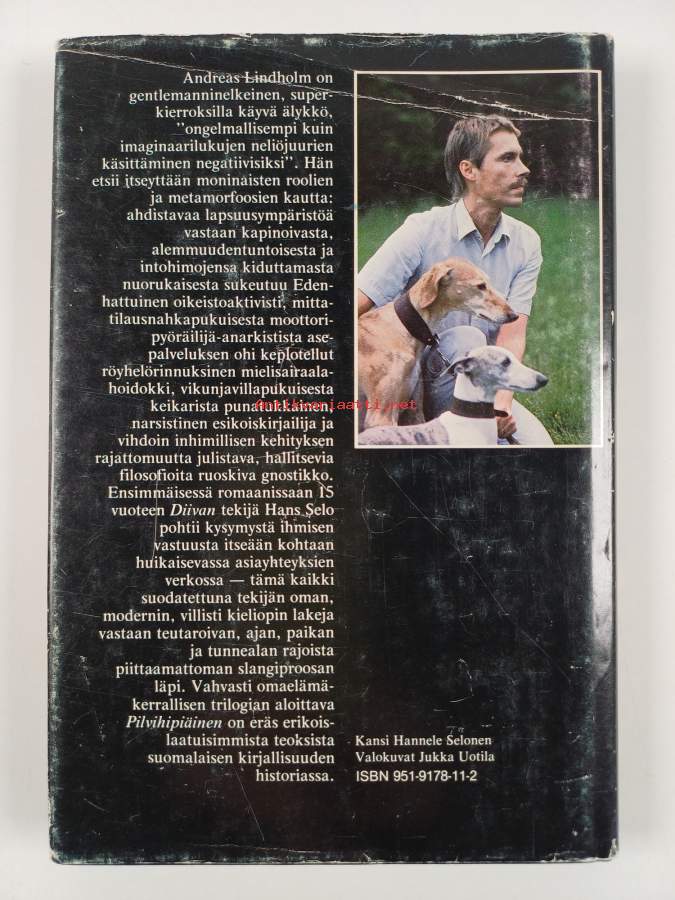 Andreas Lindholm on
gentlemanninelkeinen, super-
kierroksilla käyvä älykkö,
"ongelmallisempi kuin
imaginaarilukujen neliöjuurien
käsittäminen negatiivisiksi". Hän
etsii itseyttään moninaisten roolien
ja metamorfoosien kautta:
ahdistavaa lapsuusympäristöä
vastaan kapinoivasta,
alemmuudentuntoisesta ja
intohimojensa kiduttamasta
nuorukaisesta sukeutuu Eden-
hattuinen oikeistoaktivisti, mitta-
tilausnahkapukuisesta moottori-
pyöräilijä-anarkistista ase-
palveluksen ohi keplotellut
röyhelörinnuksinen mielisairaala-
hoidokki, vikunjavillapukuisesta
keikarista
narsistinen esikoiskirjailija ja
vihdoin inhimillisen kehityksen
rajattomuutta julistava, hallitsevia
filosofioita ruoskiva gnostikko.
Ensimmäisessä romaanissaan 15
vuoteen Diivan tekijä Hans Selo
pohtii kysymystä ihmisen
vastuusta itseään kohtaan
huikaisevassa asiayhteyksien
verkossa — tämä kaikki
suodatettuna tekijän oman,
modernin, villisti kieliopin lakeja
vastaan teutaroivan, ajan, paikan
ja tunnealan rajoista
piittaamattoman slangiproosan
läpi. Vahvasti omaelämä-
kerrallisen trilogian aloittava
Pilvihipiäinen on eräs erikois-
laatuisimmista teoksista
suomalaisen kirjallisuuden
historiassa.
antikvariaatti.net
Kansi Hannele Selonen
Valokuvat Jukka Uotila
ISBN 951-9178-11-2